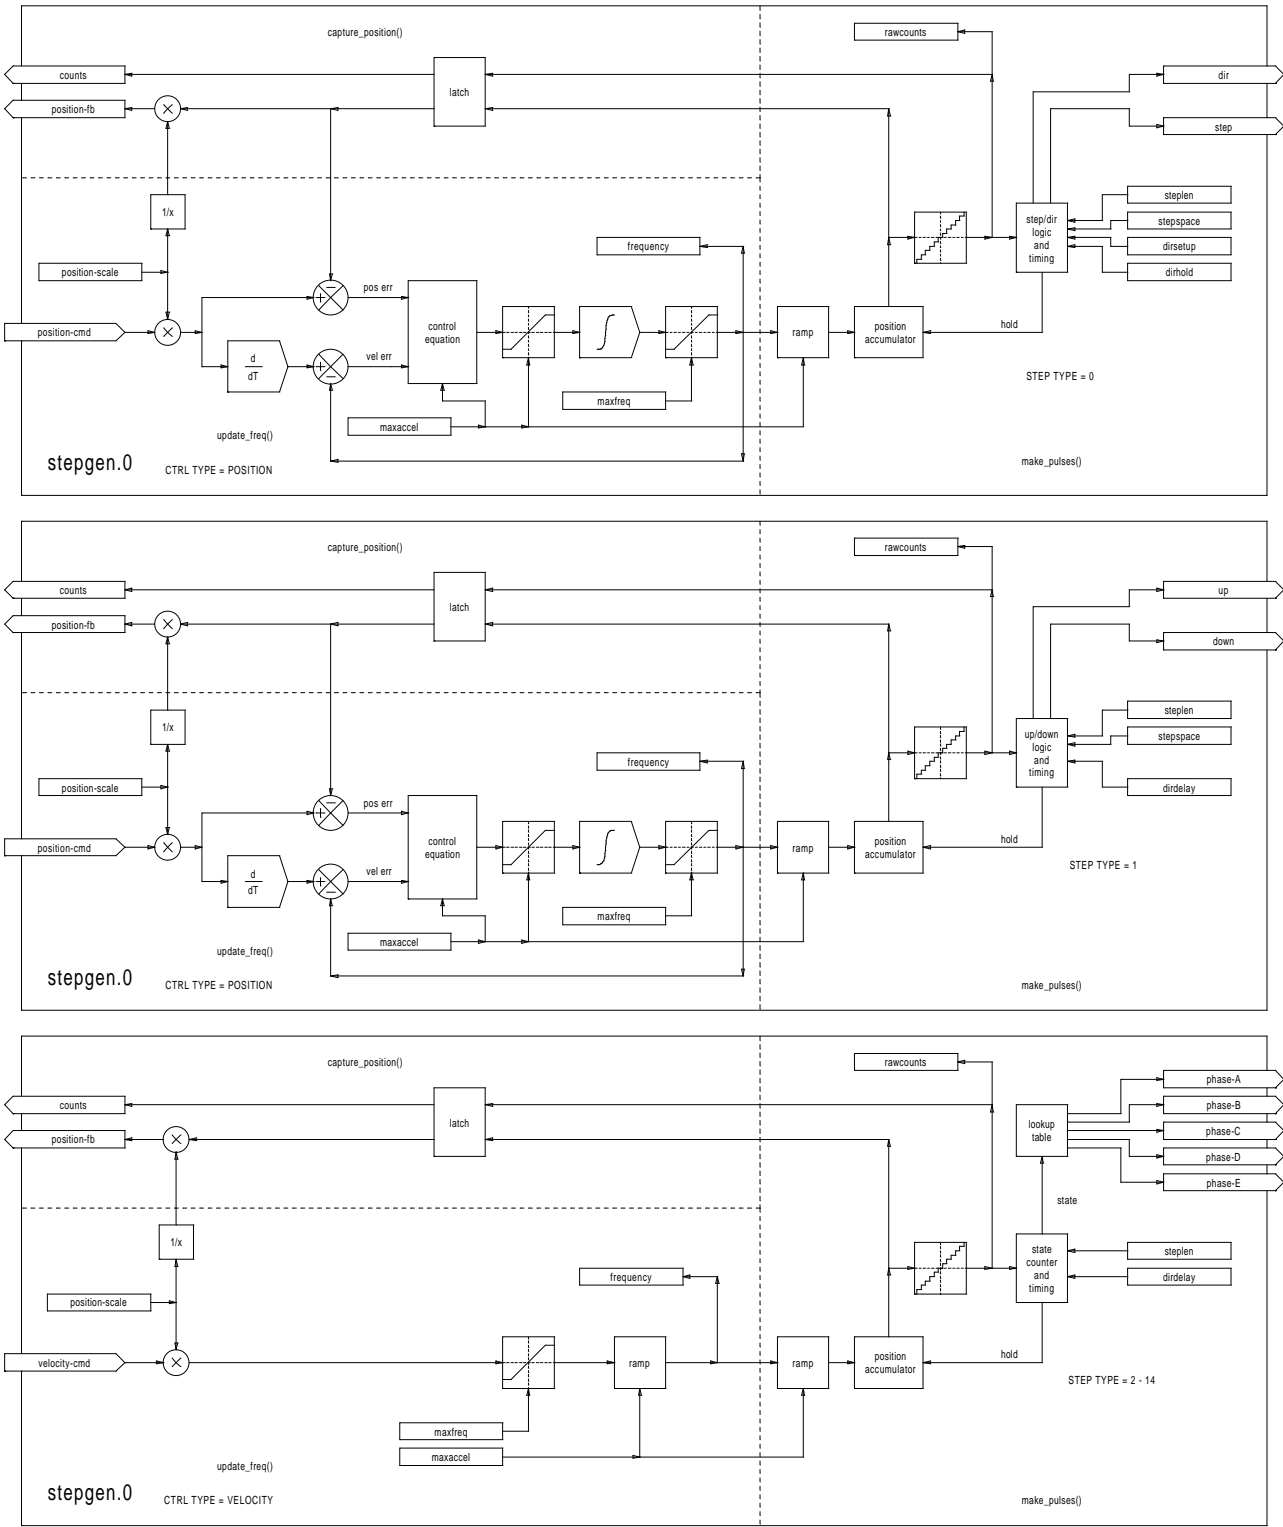 capture_position()
rawcounts
counts
latch
dir
position-fb
step
1/x
steplen
step/dir
logic
and
timing
stepspace
frequency
dirsetup
position-scale
dirhold
pos err
+
−
position-cmd
control
equation
ramp
position
accumulator
hold
d
dT
+
−
vel err
STEP TYPE = 0
maxfreq
maxaccel
update_freq()
stepgen.0
CTRL TYPE = POSITION
make_pulses()
capture_position()
rawcounts
counts
latch
up
position-fb
down
1/x
steplen
up/down
logic
and
timing
stepspace
frequency
position-scale
dirdelay
pos err
+
−
position-cmd
control
equation
ramp
position
accumulator
hold
d
dT
+
−
vel err
STEP TYPE = 1
maxfreq
maxaccel
update_freq()
stepgen.0
CTRL TYPE = POSITION
make_pulses()
capture_position()
rawcounts
phase-A
counts
phase-B
latch
lookup
table
phase-C
position-fb
phase-D
phase-E
state
1/x
state
counter
and
timing
steplen
frequency
dirdelay
position-scale
velocity-cmd
ramp
ramp
position
accumulator
hold
STEP TYPE = 2 - 14
maxfreq
maxaccel
update_freq()
stepgen.0
CTRL TYPE = VELOCITY
make_pulses()